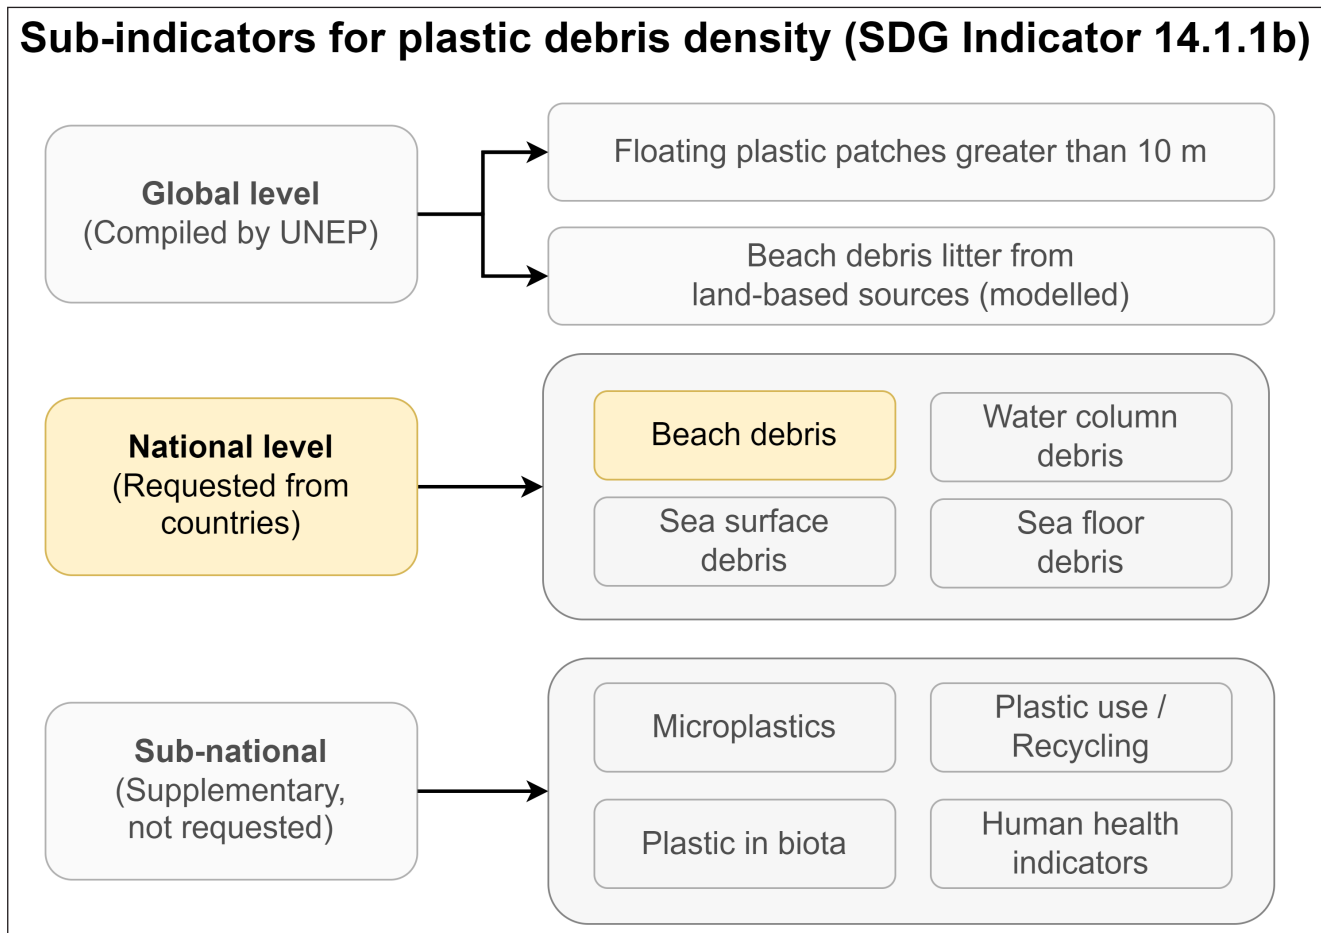 Sub-indicators for plastic debris density (SDG Indicator 14.1.1b)
Global level
(Compiled by UNEP)
Floating plastic patches greater than 10 m
Beach debris litter from
land-based sources (modelled)
National level
(Requested from
countries)
Beach debris
Water column
debris
Sea surface
debris
Sea floor
debris
Sub-national
(Supplementary,
not requested)
Microplastics
Plastic use /
Recycling
Plastic in biota
Human health
indicators